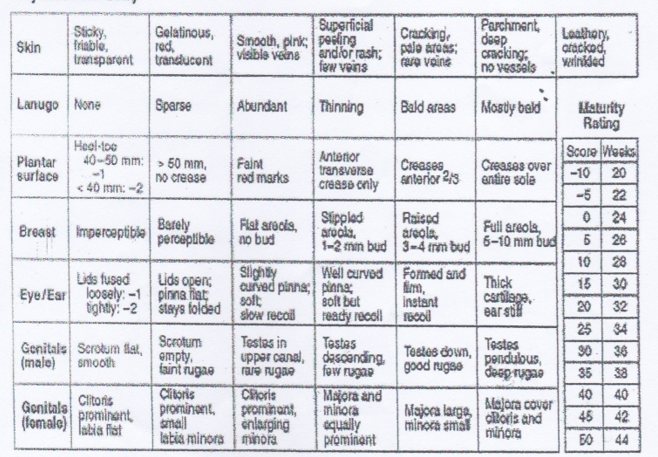 Skin
Sticky,
friable,
transparent
Gelatinous,
red,
translucent
Smooth, pink;
visible veins
Superficial
peeling
and/or rash;
few veins
Cracking,
pale areas;
rare veins
Parchment,
deep
cracking;
no vessels
Leathery,
cracked,
wrinkled
Lanugo
None
Sparse
Abundant
Thinning
Bald areas
Mostly bald
Plantar
surface
Heel-toe
40–50 mm:
–1
< 40 mm: –2
> 50 mm,
no crease
Faint
red marks
Anterior
transverse
crease only
Creases
anterior 2/3
Creases over
entire sole
Breast
Imperceptible
Barely
perceptible
Flat areola,
no bud
Stippled
areola,
1–2 mm bud
Raised
areola,
3–4 mm bud
Full areola,
5–10 mm bud
Eye/Ear
Lids fused
loosely: –1
tightly: –2
Lids open;
pinna flat;
stays folded
Slightly
curved pinna;
soft;
slow recoil
Well curved
pinna;
soft but
ready recoil
Formed and
firm,
instant
recoil
Thick
cartilage,
ear stiff
Genitals
(male)
Scrotum flat,
smooth
Scrotum
empty,
faint rugae
Testes in
upper canal,
rare rugae
Testes
descending,
few rugae
Testes down,
good rugae
Testes
pendulous,
deep rugae
Genitals
(female)
Clitoris
prominent,
labia flat
Clitoris
prominent,
small
labia minora
Clitoris
prominent,
enlarging
minora
Majora and
minora
equally
prominent
Majora large,
minora small
Majora cover
clitoris and
minora
Maturity
Rating
Score Weeks
–10 20
–5 22
0 24
5 26
10 28
15 30
20 32
25 34
30 36
35 38
40 40
45 42
50 44